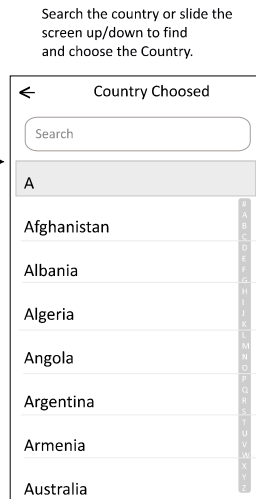 Search the country or slide the
screen up/down to find
and choose the Country.
Country Choosed
Search
A
#
A
B
C
D
E
F
G
H
I
J
K
L
M
N
O
P
Q
R
S
T
U
V
W
X
Y
Z
Afghanistan
Albania
Algeria
Angola
Argentina
Armenia
Australia